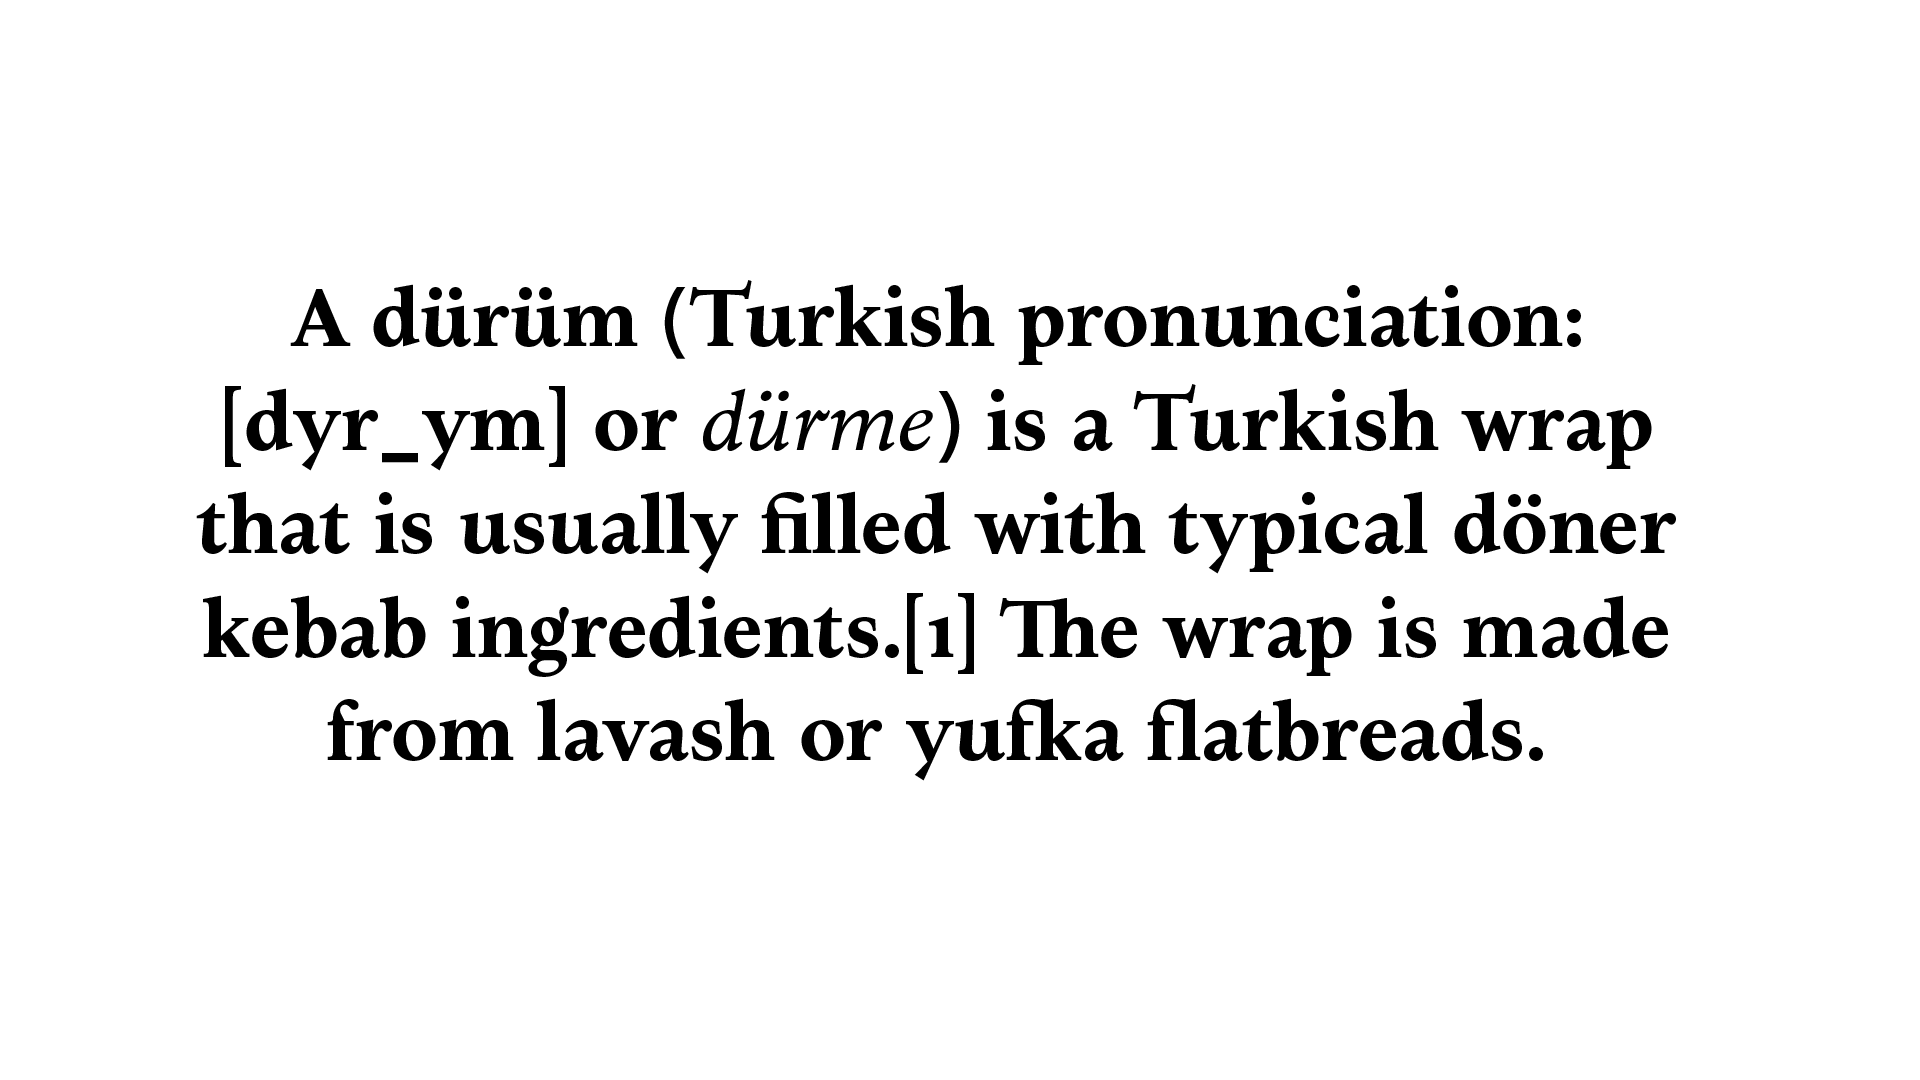 A dürüm (Turkish pronunciation:
[dyr_ym] or dürme) is a Turkish wrap
that is usually filled with typical döner
kebab ingredients.[1] The wrap is made
from lavash or yufka flatbreads.